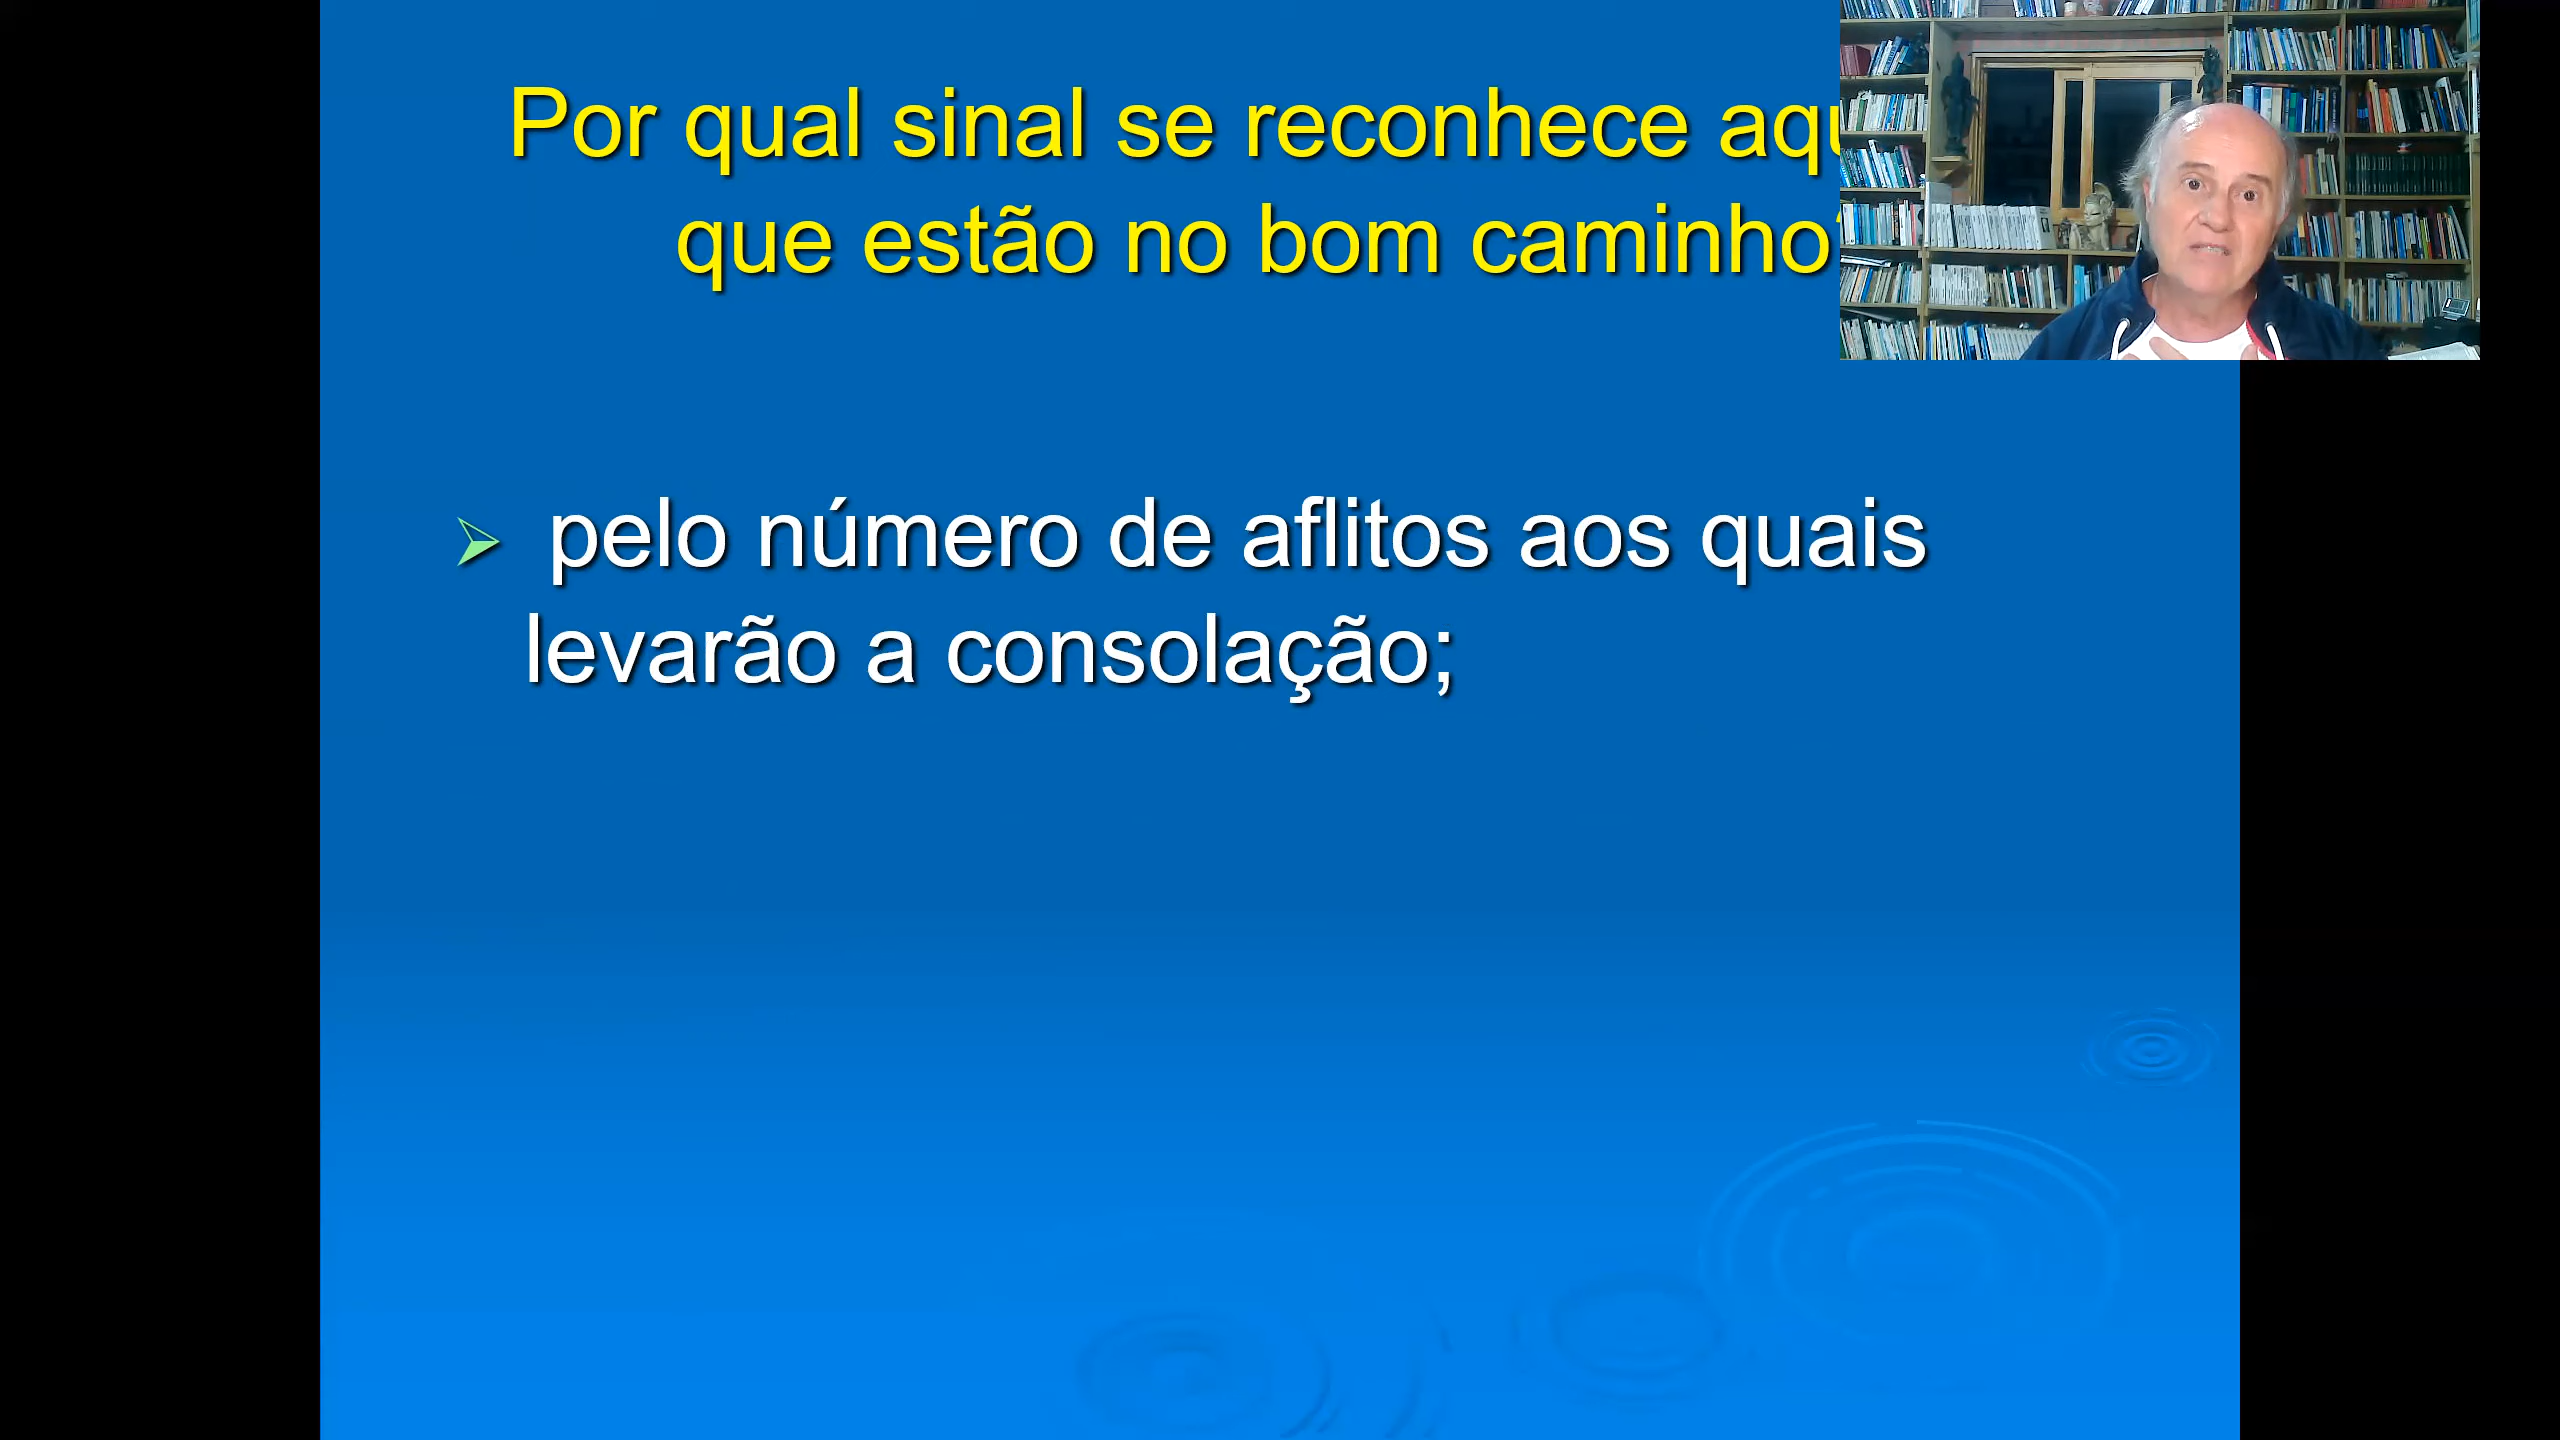 Por qual sinal se reconhece
que estão no bom caminho?
pelo número de aflitos aos quais
levarão a consolação;